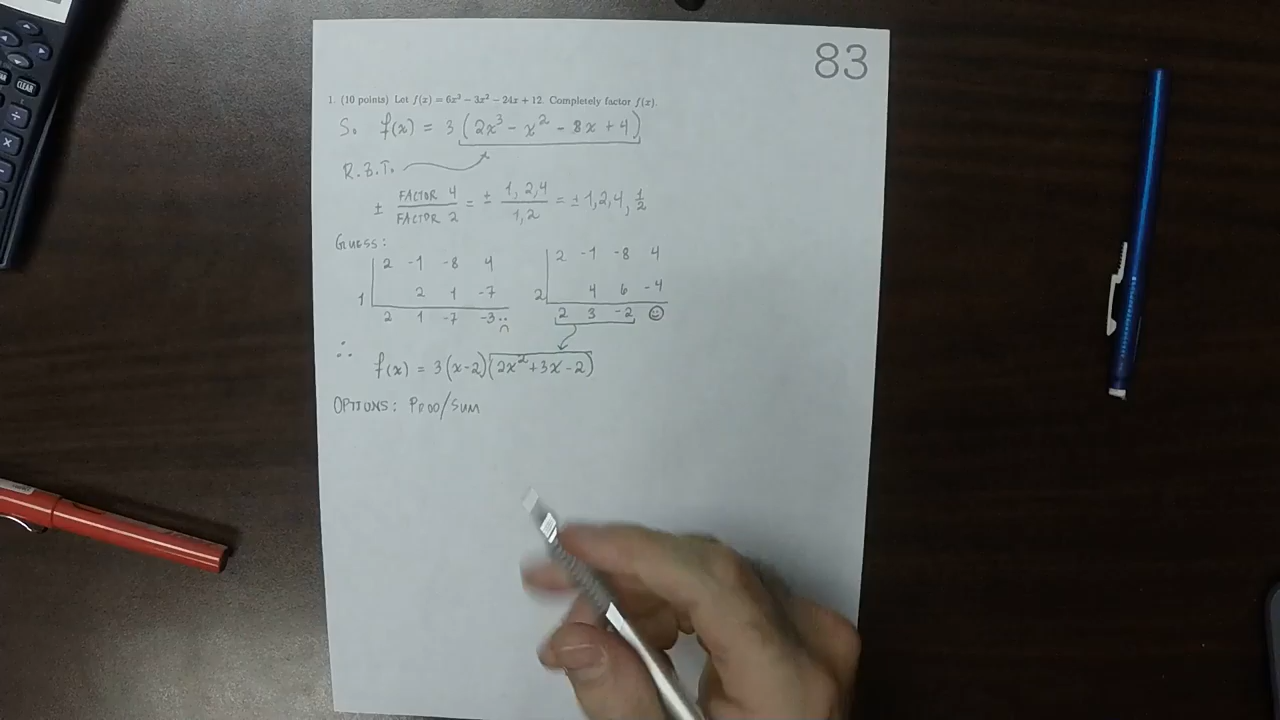 83
1. (10 points) Let f(x) = 6x³ − 3x² − 24x + 12. Completely factor f(x).
So f(x) = 3 (2x³ - x² - 8x + 4)
R.Z.T.
± FACTOR 4 / FACTOR 2 = ± 1, 2, 4 / 1, 2 = ± 1, 2, 4, 1/2
GUESS:
2 -1 -8 4 2 -1 -8 4
1 2 1 -7 2 4 6 -4
2 1 -7 -3 2 3 -2
∴ f(x) = 3(x-2)(2x²+3x-2)
OPTIONS: PROD/SUM
CLEAR
÷
×